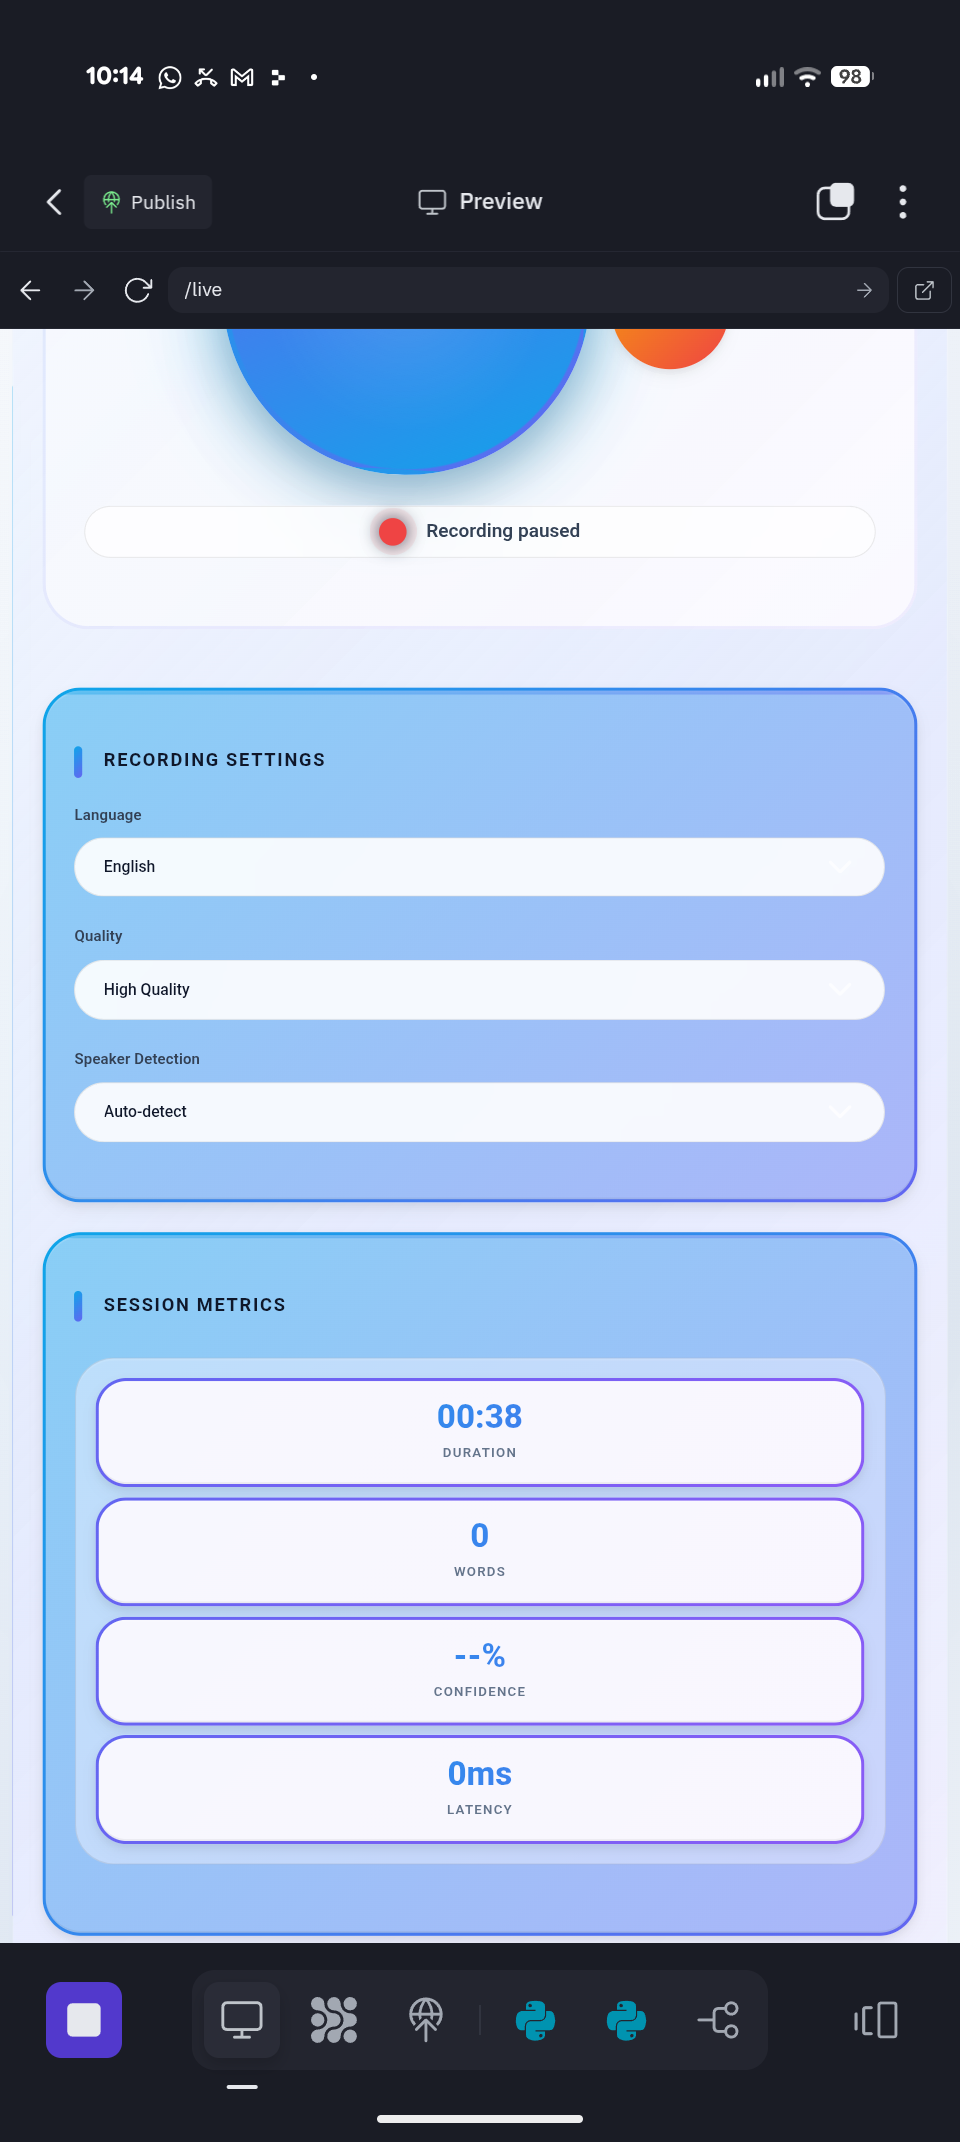 10:14
98
Publish
Preview
/live
Recording paused
RECORDING SETTINGS
Language
English
Quality
High Quality
Speaker Detection
Auto-detect
SESSION METRICS
00:38
DURATION
0
WORDS
--%
CONFIDENCE
0ms
LATENCY